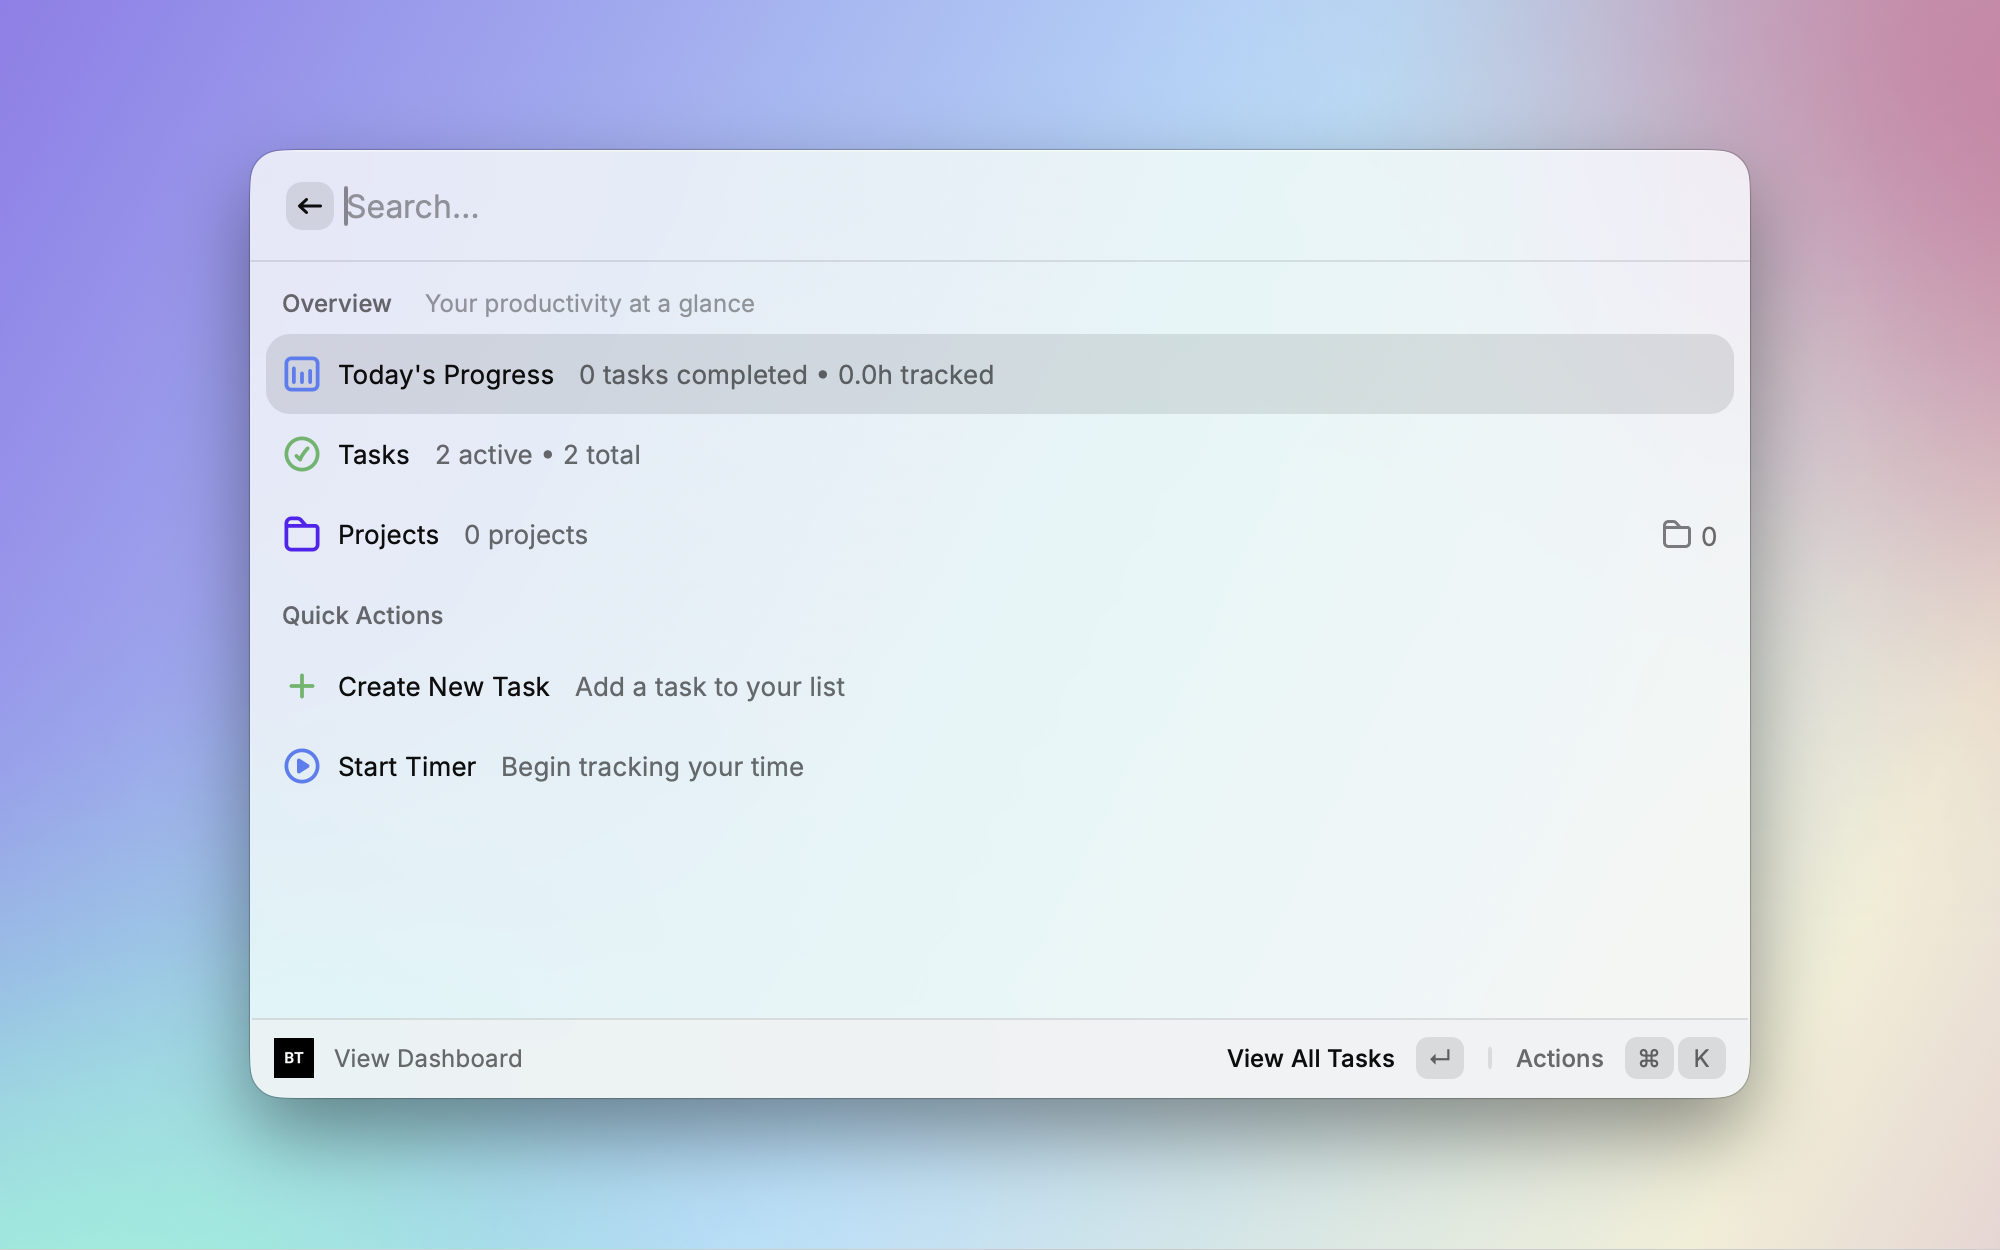 Search...
Overview Your productivity at a glance
Today's Progress 0 tasks completed • 0.0h tracked
Tasks 2 active • 2 total
Projects 0 projects 0
Quick Actions
Create New Task Add a task to your list
Start Timer Begin tracking your time
BT View Dashboard View All Tasks ↵ Actions ⌘ K